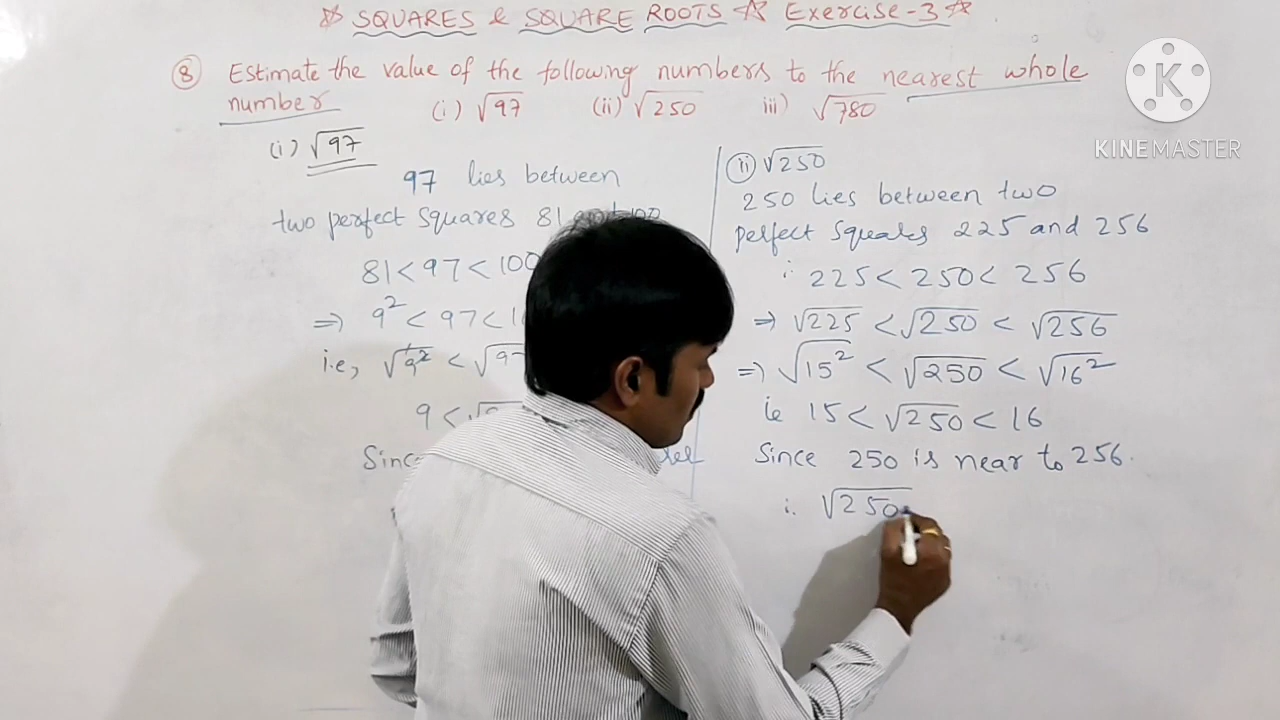 ☆ SQUARES & SQUARE ROOTS ☆ Exercise-3 ☆
⑧ Estimate the value of the following numbers to the nearest whole
number (i) √97 (ii) √250 iii) √780
(i) √97
97 lies between
two perfect squares 81 and 100
81 < 97 < 100
⇒ 9² < 97 <
i.e, √9² <
9 <
ⅱ √250
250 lies between two
perfect squares 225 and 256
∴ 225 < 250 < 256
⇒ √225 < √250 < √256
⇒ √15² < √250 < √16²
ie 15 < √250 < 16
Since 250 is near to 256.
∴ √250
K
KINEMASTER